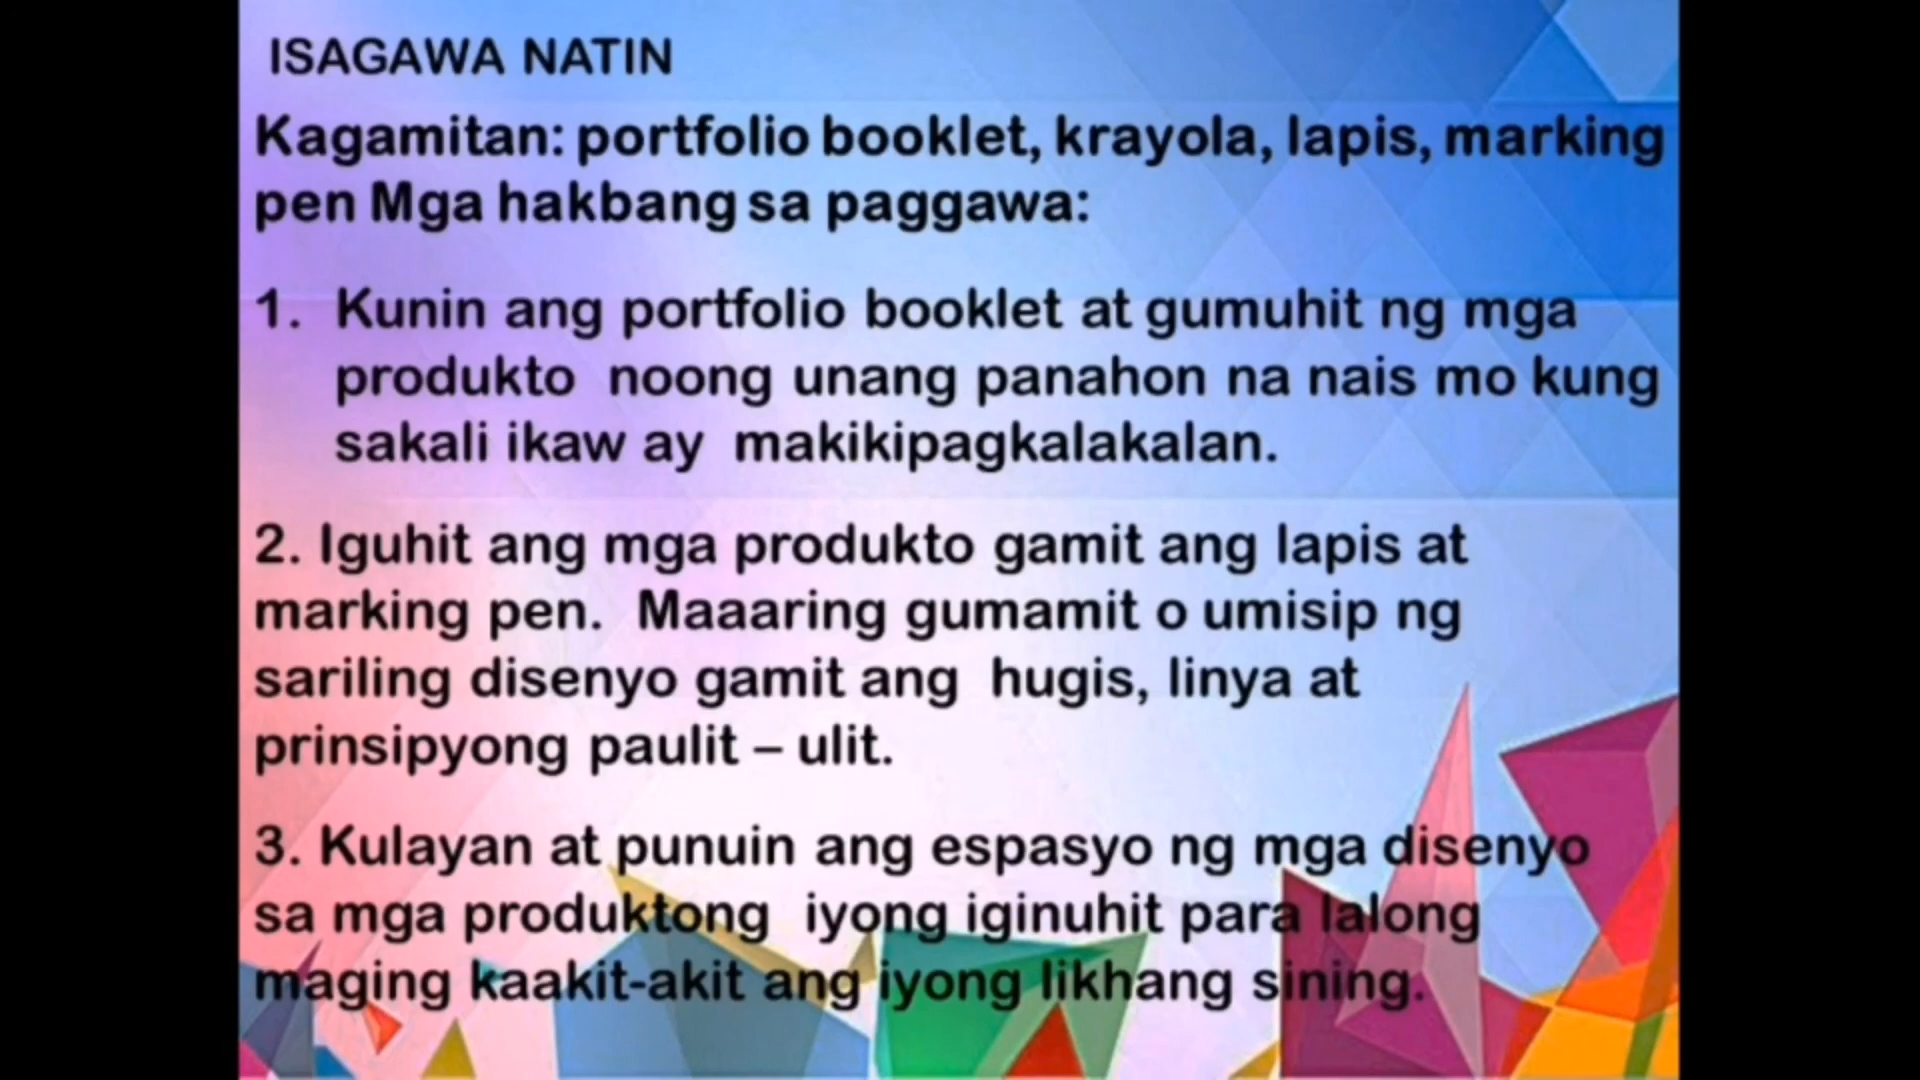 ISAGAWA NATIN
Kagamitan: portfolio booklet, krayola, lapis, marking
pen Mga hakbang sa paggawa:
1. Kunin ang portfolio booklet at gumuhit ng mga
produkto noong unang panahon na nais mo kung
sakali ikaw ay makikipagkalakalan.
2. Iguhit ang mga produkto gamit ang lapis at
marking pen. Maaaring gumamit o umisip ng
sariling disenyo gamit ang hugis, linya at
prinsipyong paulit – ulit.
3. Kulayan at punuin ang espasyo ng mga disenyo
sa mga produktong iyong iginuhit para lalong
maging kaakit-akit ang iyong likhang sining.